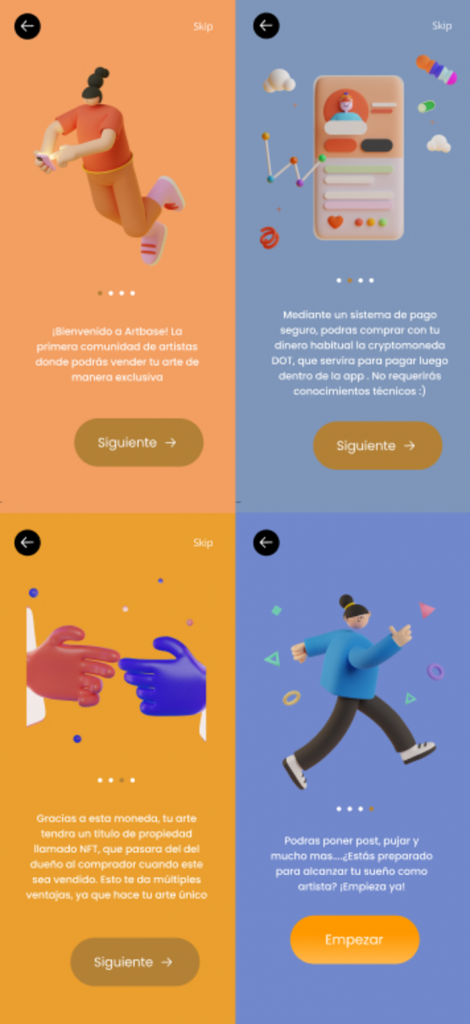 Skip
¡Bienvenido a Artbase! La
primera comunidad de artistas
donde podrás vender tu arte de
manera exclusiva
Siguiente →
Skip
Mediante un sistema de pago
seguro, podras comprar con tu
dinero habitual la cryptomoneda
DOT, que servira para pagar luego
dentro de la app . No requerirás
conocimientos técnicos :)
Siguiente →
Skip
Gracias a esta moneda, tu arte
tendra un título de propiedad
llamado NFT, que pasara del del
dueño al comprador cuando este
sea vendido. Esto te da múltiples
ventajas, ya que hace tu arte único
Siguiente →
Podras poner post, pujar y
mucho mas....¿Estás preparado
para alcanzar tu sueño como
artista? ¡Empieza ya!
Empezar